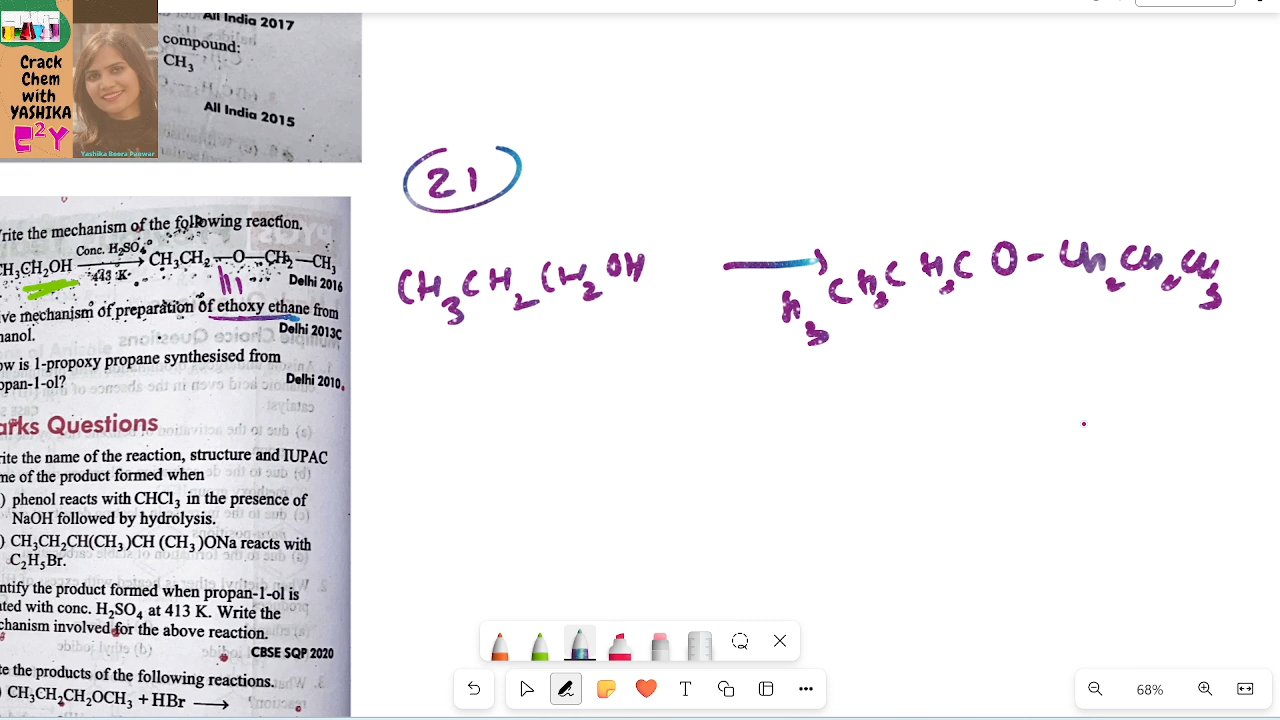 Crack
Chem
with
YASHIKA
E²Y
Yashika Boora Punwar
All India 2017
compound:
CH₃
All India 2015
rite the mechanism of the following reaction.
Conc. H₂SO₄
CH₃CH₂OH → CH₃CH₂—O—CH₂—CH₃
413 K
Delhi 2016
ive mechanism of preparation of ethoxy ethane from
hanol.
Delhi 2013C
ow is 1-propoxy propane synthesised from
opan-1-ol?
Delhi 2010
arks Questions
rite the name of the reaction, structure and IUPAC
me of the product formed when
) phenol reacts with CHCl₃ in the presence of
NaOH followed by hydrolysis.
) CH₃CH₂CH(CH₃)CH (CH₃)ONa reacts with
C₂H₅Br.
ntify the product formed when propan-1-ol is
ated with conc. H₂SO₄ at 413 K. Write the
chanism involved for the above reaction.
CBSE SQP 2020
te the products of the following reactions.
CH₃CH₂CH₂OCH₃ + HBr →
21
CH₃CH₂CH₂OH → 
68%